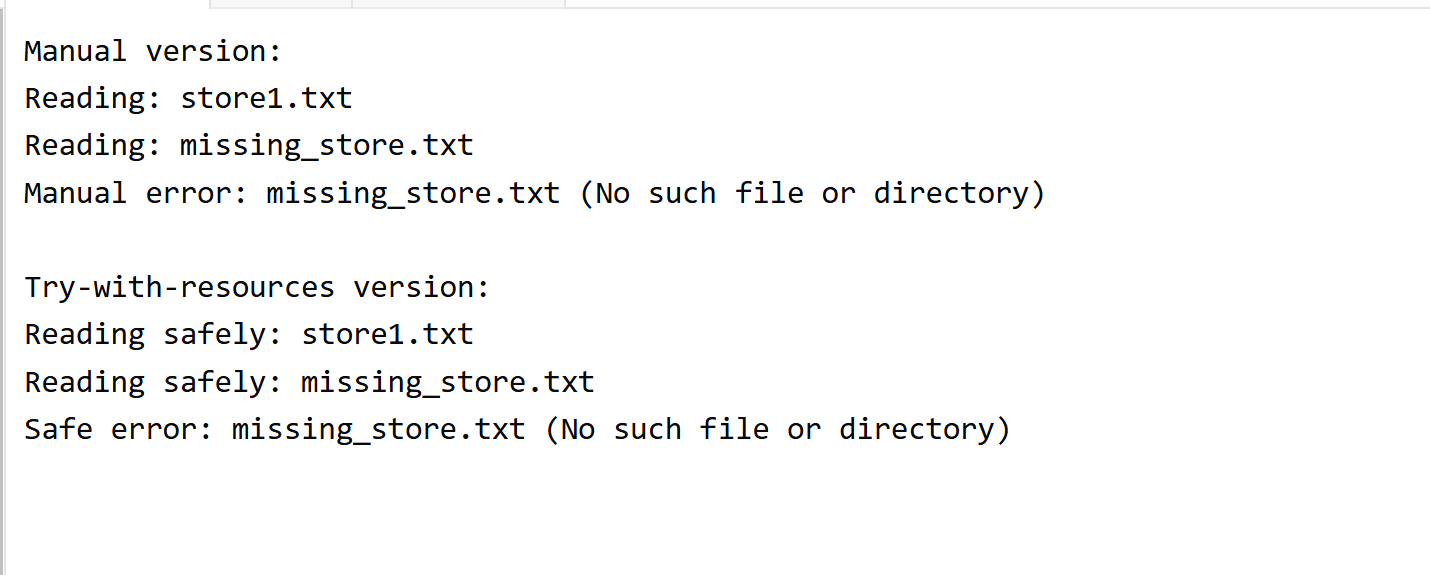 Manual version:
Reading: store1.txt
Reading: missing_store.txt
Manual error: missing_store.txt (No such file or directory)
Try-with-resources version:
Reading safely: store1.txt
Reading safely: missing_store.txt
Safe error: missing_store.txt (No such file or directory)